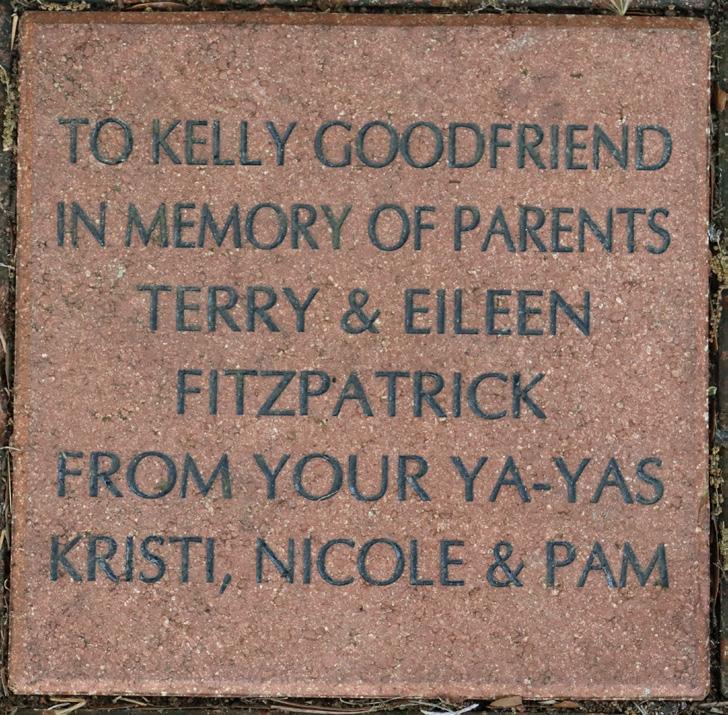 TO KELLY GOODFRIEND
IN MEMORY OF PARENTS
TERRY & EILEEN
FITZPATRICK
FROM YOUR YA-YAS
KRISTI, NICOLE & PAM